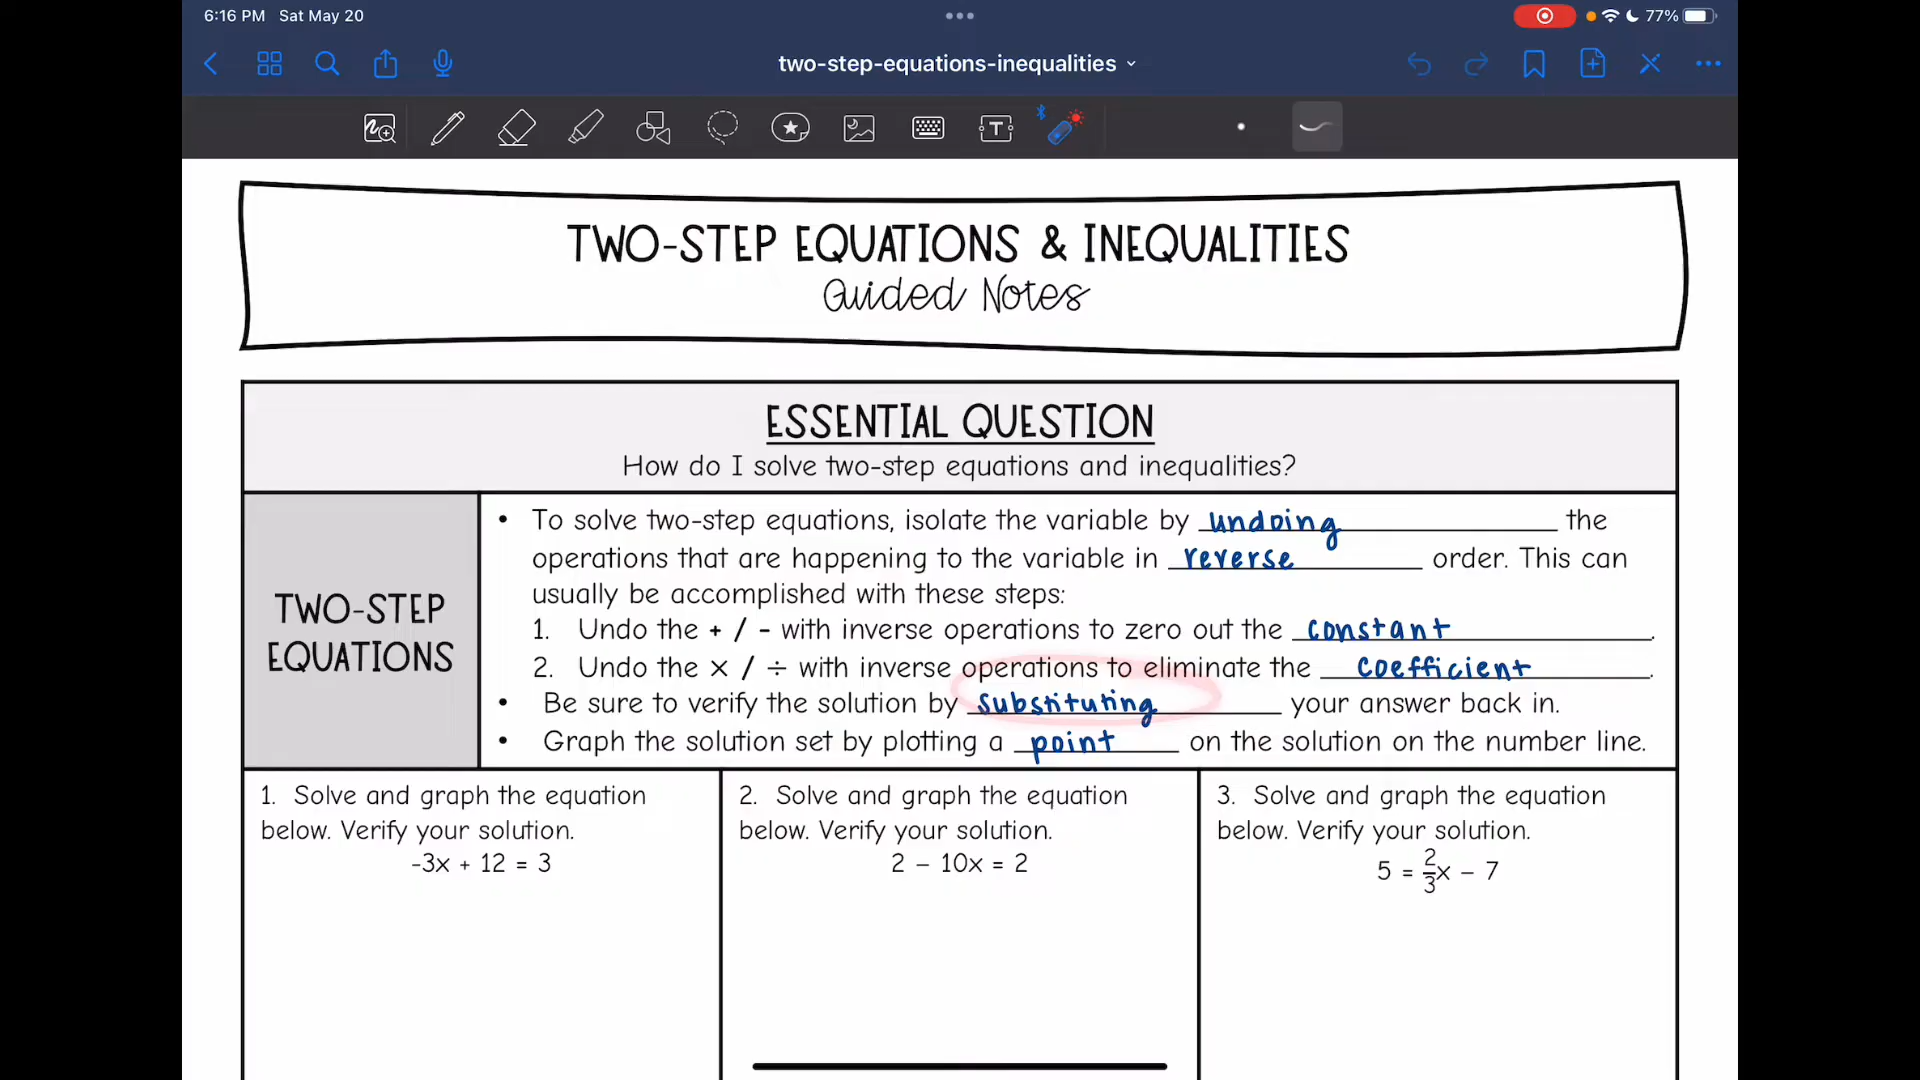 6:16 PM Sat May 20
77%
two-step-equations-inequalities
T
TWO-STEP EQUATIONS & INEQUALITIES
Guided Notes
ESSENTIAL QUESTION
How do I solve two-step equations and inequalities?
TWO-STEP
EQUATIONS
• To solve two-step equations, isolate the variable by undoing the
operations that are happening to the variable in reverse order. This can
usually be accomplished with these steps:
1. Undo the + / - with inverse operations to zero out the constant.
2. Undo the × / ÷ with inverse operations to eliminate the coefficient.
• Be sure to verify the solution by substituting your answer back in.
• Graph the solution set by plotting a point on the solution on the number line.
1. Solve and graph the equation
below. Verify your solution.
-3x + 12 = 3
2. Solve and graph the equation
below. Verify your solution.
2 – 10x = 2
3. Solve and graph the equation
below. Verify your solution.
5 = 2/3x – 7